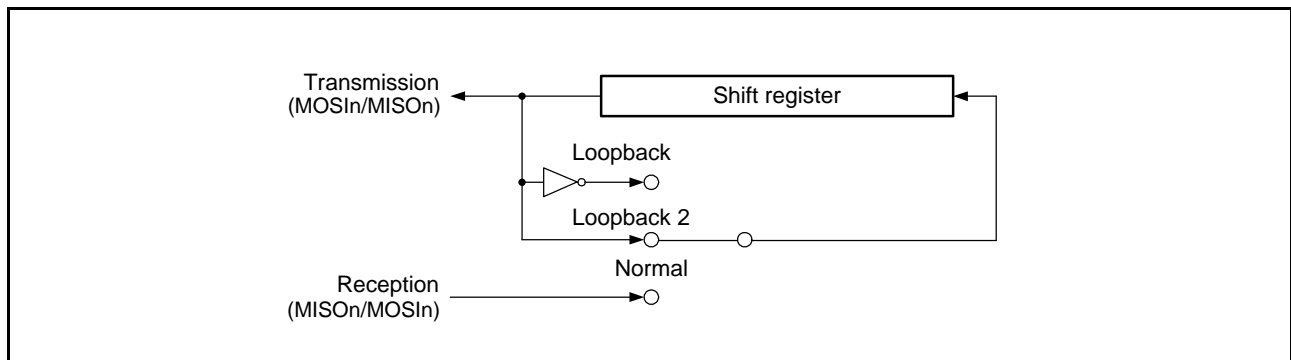 Transmission
(MOSIn/MISOn)
Shift register
Loopback
Loopback 2
Normal
Reception
(MISOn/MOSIn)